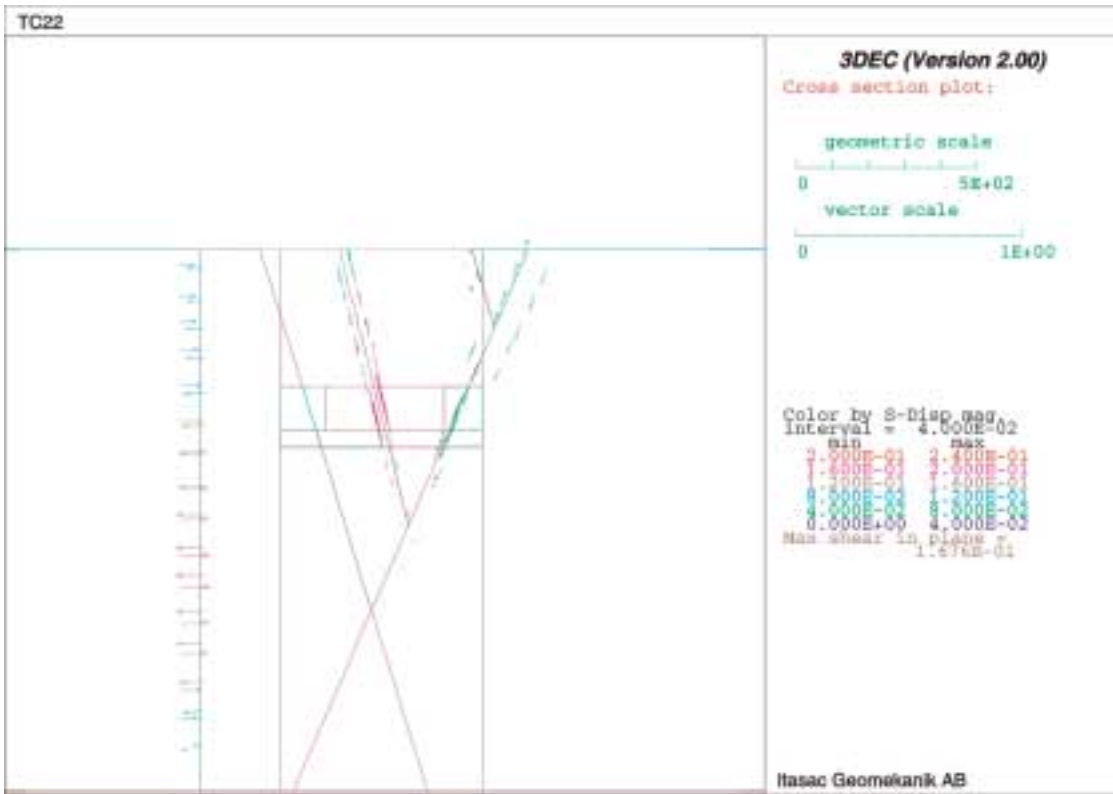 TC22
3DEC (Version 2.00)
Cross section plot:
geometric scale
0 5E+02
vector scale
0 1E+00
Color by S-Disp mag.
interval = 4.000E-02
min max
2.000E-01 2.400E-01
1.600E-01 2.000E-01
1.200E-01 1.600E-01
8.000E-02 1.200E-01
4.000E-02 8.000E-02
0.000E+00 4.000E-02
Max shear in plane =
1.676E-01
Itasac Geomekanik AB